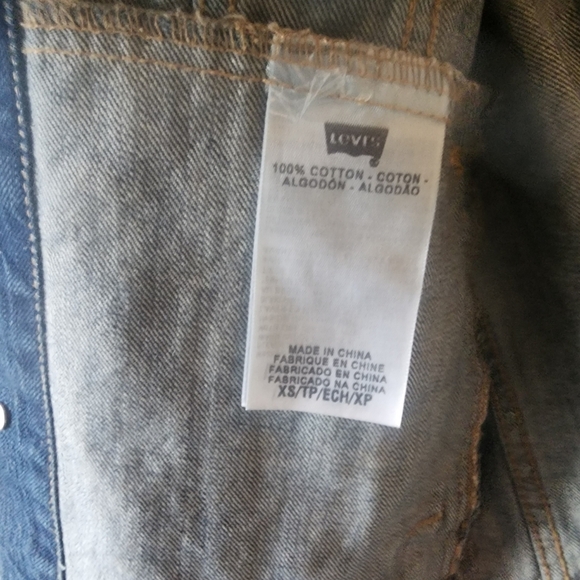 LEVI'S
100% COTTON - COTON -
ALGODÓN - ALGODÃO
MADE IN CHINA
FABRIQUE EN CHINE
FABRICADO EN CHINA
FABRICADO NA CHINA
XS/TP/ECH/XP